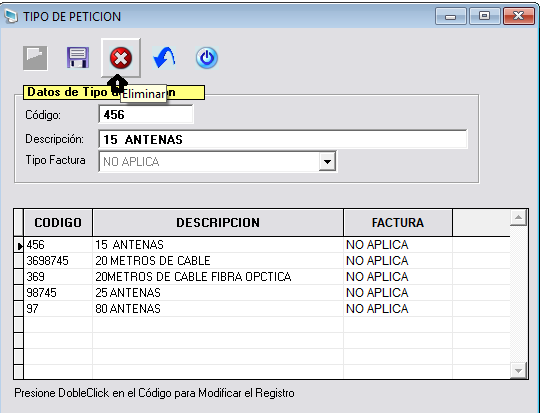 TIPO DE PETICION
Datos de Tipo d
n
Eliminar
Código: 456
Descripción: 15 ANTENAS
Tipo Factura NO APLICA
CODIGO DESCRIPCION FACTURA
456 15 ANTENAS NO APLICA
3698745 20 METROS DE CABLE NO APLICA
369 20METROS DE CABLE FIBRA OPCTICA NO APLICA
98745 25 ANTENAS NO APLICA
97 80 ANTENAS NO APLICA
Presione DobleClick en el Código para Modificar el Registro